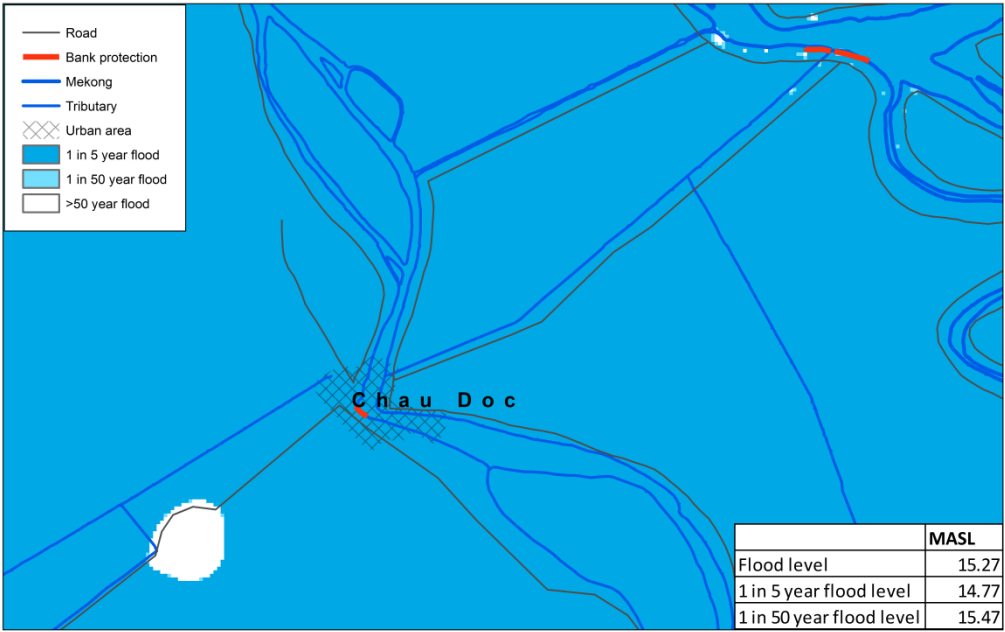 Road
Bank protection
Mekong
Tributary
Urban area
1 in 5 year flood
1 in 50 year flood
>50 year flood
Chau Doc
MASL
Flood level 15.27
1 in 5 year flood level 14.77
1 in 50 year flood level 15.47